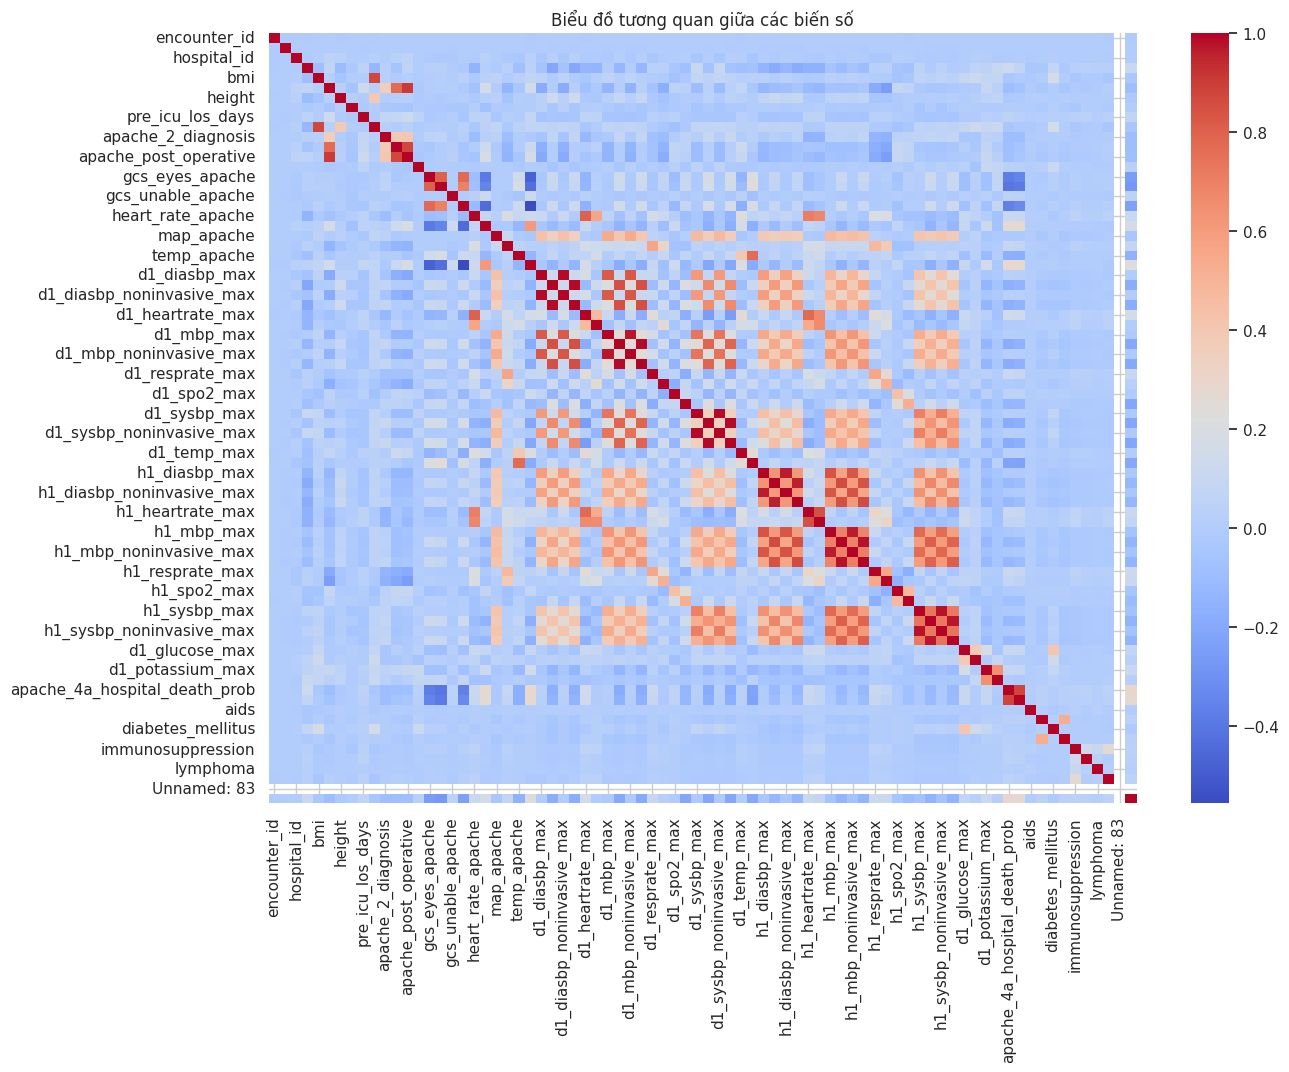 Biểu đồ tương quan giữa các biến số
encounter_id
hospital_id
bmi
height
pre_icu_los_days
apache_2_diagnosis
apache_post_operative
gcs_eyes_apache
gcs_unable_apache
heart_rate_apache
map_apache
temp_apache
d1_diasbp_max
d1_diasbp_noninvasive_max
d1_heartrate_max
d1_mbp_max
d1_mbp_noninvasive_max
d1_resprate_max
d1_spo2_max
d1_sysbp_max
d1_sysbp_noninvasive_max
d1_temp_max
h1_diasbp_max
h1_diasbp_noninvasive_max
h1_heartrate_max
h1_mbp_max
h1_mbp_noninvasive_max
h1_resprate_max
h1_spo2_max
h1_sysbp_max
h1_sysbp_noninvasive_max
d1_glucose_max
d1_potassium_max
apache_4a_hospital_death_prob
aids
diabetes_mellitus
immunosuppression
lymphoma
Unnamed: 83
encounter_id
hospital_id
bmi
height
pre_icu_los_days
apache_2_diagnosis
apache_post_operative
gcs_eyes_apache
gcs_unable_apache
heart_rate_apache
map_apache
temp_apache
d1_diasbp_max
d1_diasbp_noninvasive_max
d1_heartrate_max
d1_mbp_max
d1_mbp_noninvasive_max
d1_resprate_max
d1_spo2_max
d1_sysbp_max
d1_sysbp_noninvasive_max
d1_temp_max
h1_diasbp_max
h1_diasbp_noninvasive_max
h1_heartrate_max
h1_mbp_max
h1_mbp_noninvasive_max
h1_resprate_max
h1_spo2_max
h1_sysbp_max
h1_sysbp_noninvasive_max
d1_glucose_max
d1_potassium_max
apache_4a_hospital_death_prob
aids
diabetes_mellitus
immunosuppression
lymphoma
Unnamed: 83
1.0
0.8
0.6
0.4
0.2
0.0
−0.2
−0.4